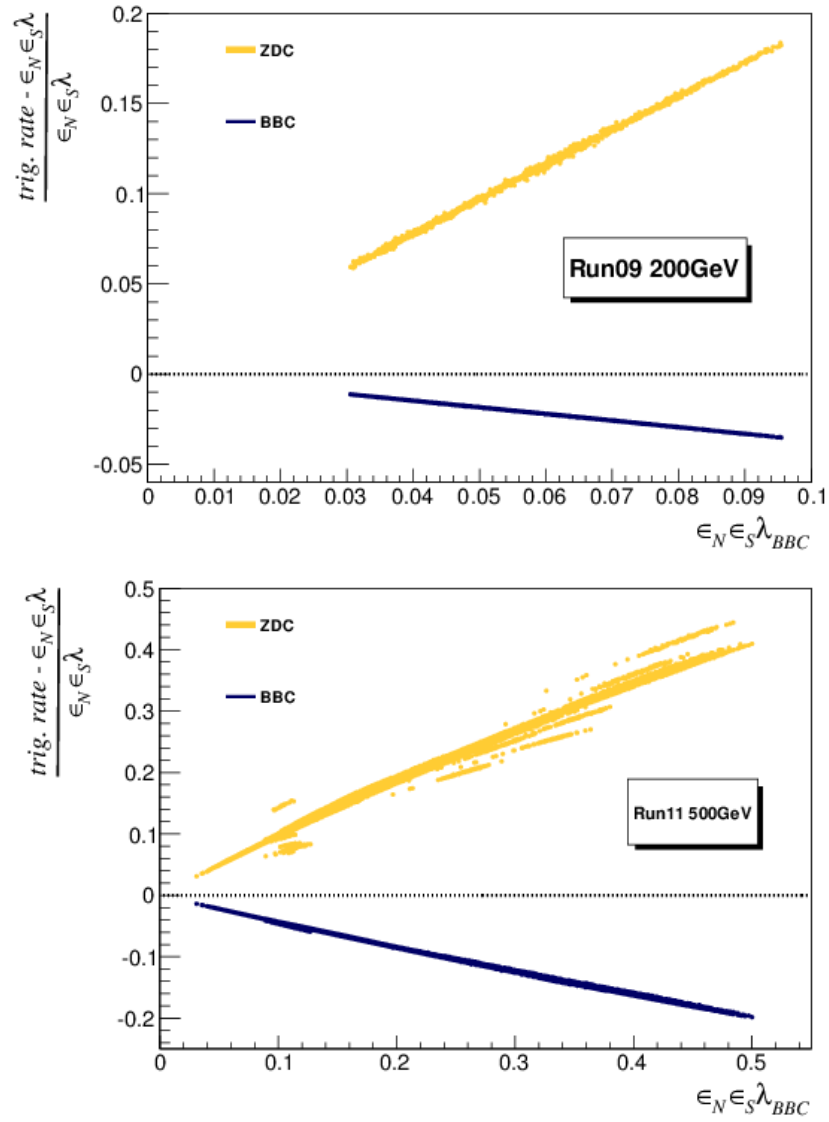 trig. rate - ∈N ∈Sλ
∈N ∈Sλ
0.2
0.15
0.1
0.05
0
-0.05
ZDC
BBC
Run09 200GeV
0 0.01 0.02 0.03 0.04 0.05 0.06 0.07 0.08 0.09 0.1
∈N ∈S λBBC
trig. rate - ∈N ∈Sλ
∈N ∈Sλ
0.5
0.4
0.3
0.2
0.1
0
-0.1
-0.2
ZDC
BBC
Run11 500GeV
0 0.1 0.2 0.3 0.4 0.5
∈N ∈S λBBC